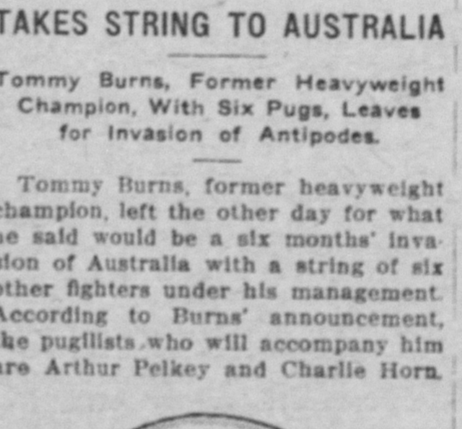 TAKES STRING TO AUSTRALIA
Tommy Burns, Former Heavyweight
Champion, With Six Pugs, Leaves
for Invasion of Antipodes.
Tommy Burns, former heavyweight
champion, left the other day for what
he said would be a six months' inva-
sion of Australia with a string of six
other fighters under his management.
According to Burns' announcement,
the pugilists who will accompany him
are Arthur Pelkey and Charlie Horn.